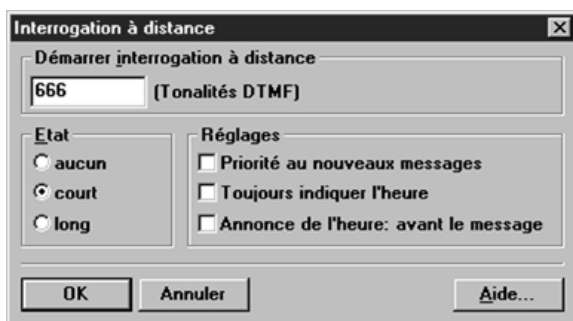 Interrogation à distance
Démarrer interrogation à distance
666 (Tonalités DTMF)
Etat
aucun
court
long
Réglages
Priorité au nouveaux messages
Toujours indiquer l'heure
Annonce de l'heure: avant le message
OK Annuler Aide...